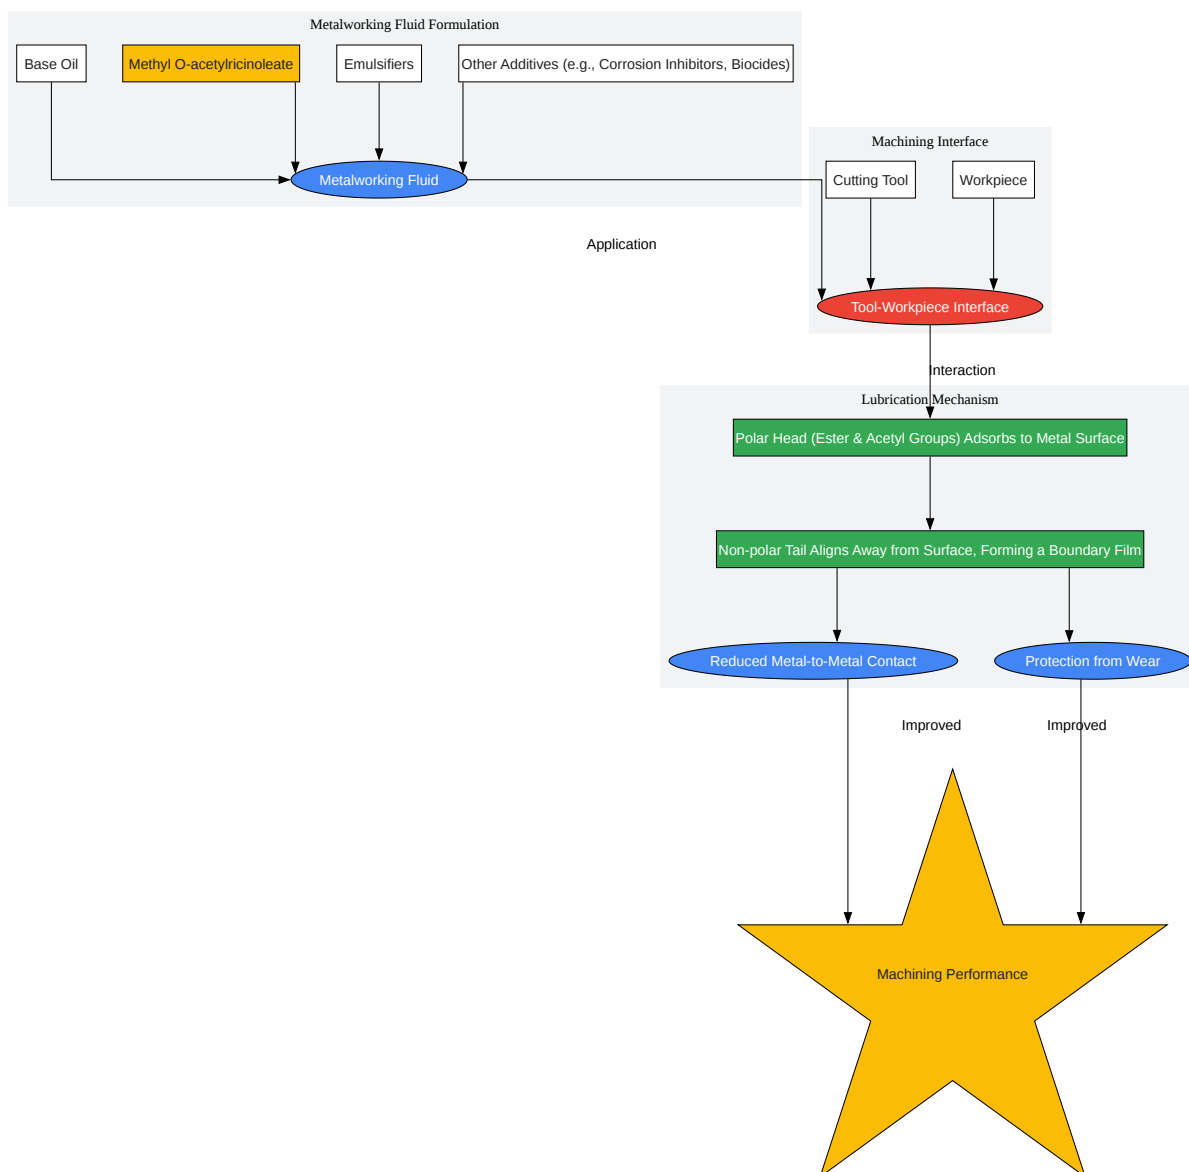 Metalworking Fluid Formulation
Base Oil
Methyl O-acetylricinoleate
Emulsifiers
Other Additives (e.g., Corrosion Inhibitors, Biocides)
Metalworking Fluid
Machining Interface
Cutting Tool
Workpiece
Application
Tool-Workpiece Interface
Interaction
Lubrication Mechanism
Polar Head (Ester & Acetyl Groups) Adsorbs to Metal Surface
Non-polar Tail Aligns Away from Surface, Forming a Boundary Film
Reduced Metal-to-Metal Contact
Protection from Wear
Improved
Improved
Machining Performance